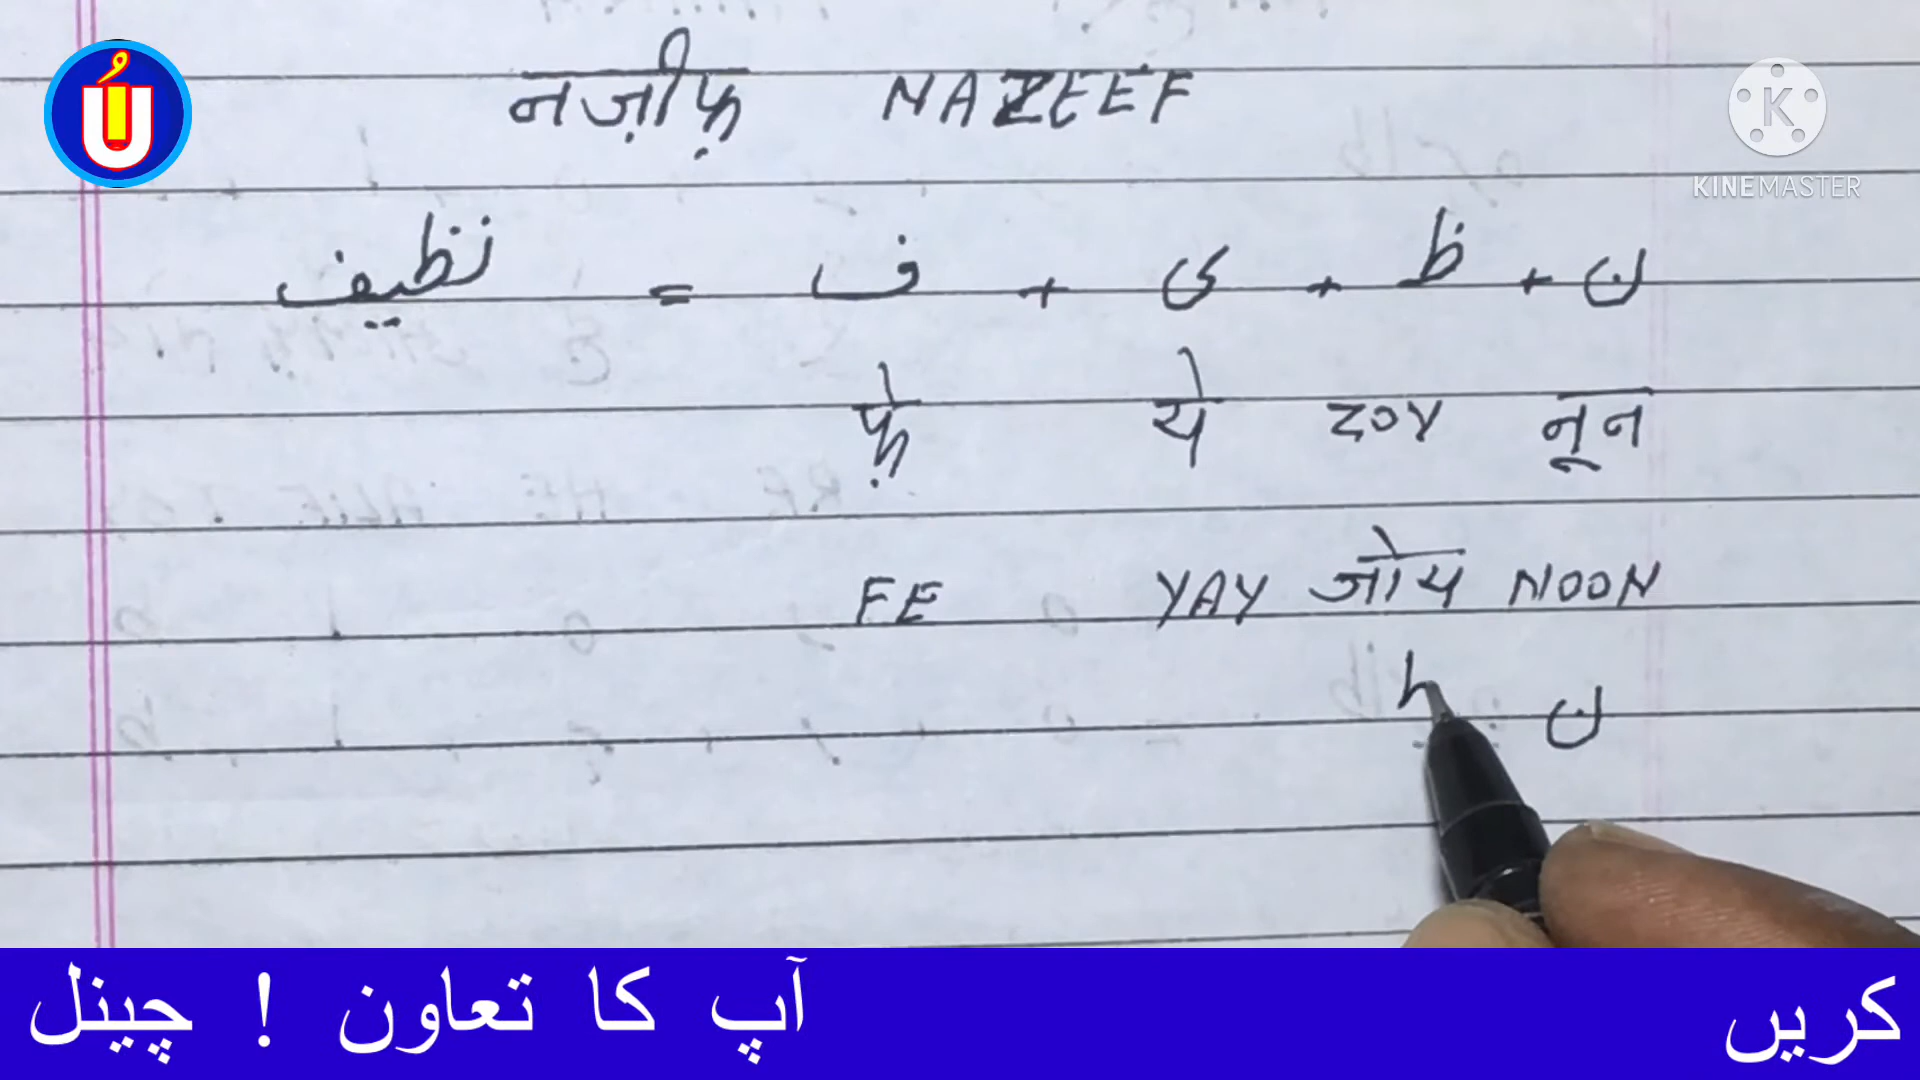 नज़ीफ़ NAZEEF
KINEMASTER
ن + ظ + ی + ف = نظیف
फ़े ये ZOY नून
FE YAY जोय NOON
ن
کریں آپ کا تعاون ! چینل